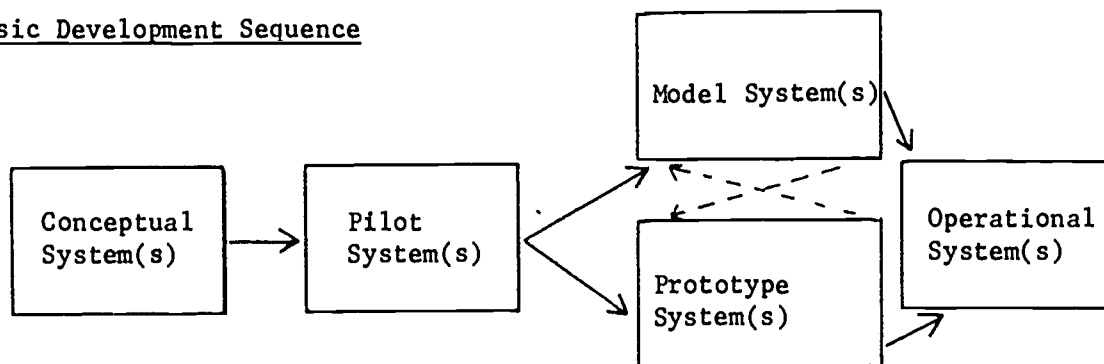 sic Development Sequence
Model System(s)
Conceptual
System(s)
Pilot
System(s)
Prototype
System(s)
Operational
System(s)